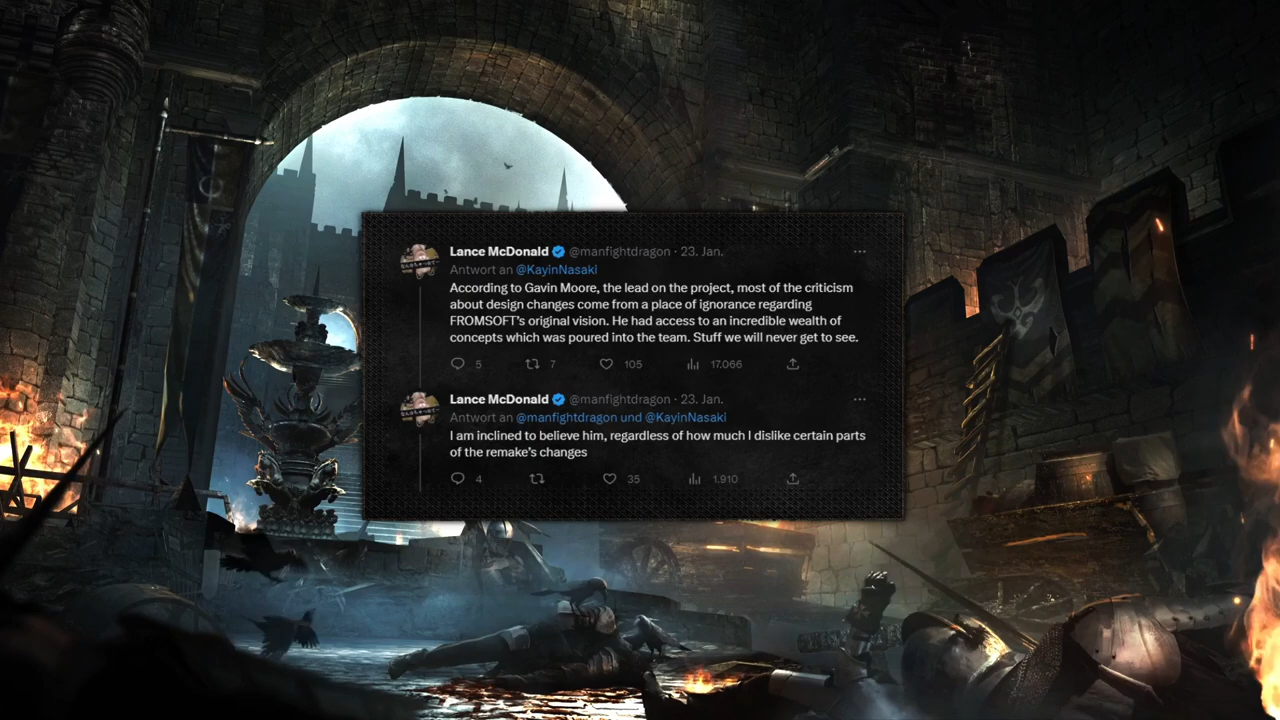 Lance McDonald @manfightdragon · 23. Jan.
Antwort an @KayinNasaki
According to Gavin Moore, the lead on the project, most of the criticism
about design changes come from a place of ignorance regarding
FROMSOFT's original vision. He had access to an incredible wealth of
concepts which was poured into the team. Stuff we will never get to see.
5 7 105 17.066
Lance McDonald @manfightdragon · 23. Jan.
Antwort an @manfightdragon und @KayinNasaki
I am inclined to believe him, regardless of how much I dislike certain parts
of the remake's changes
4 35 1.910